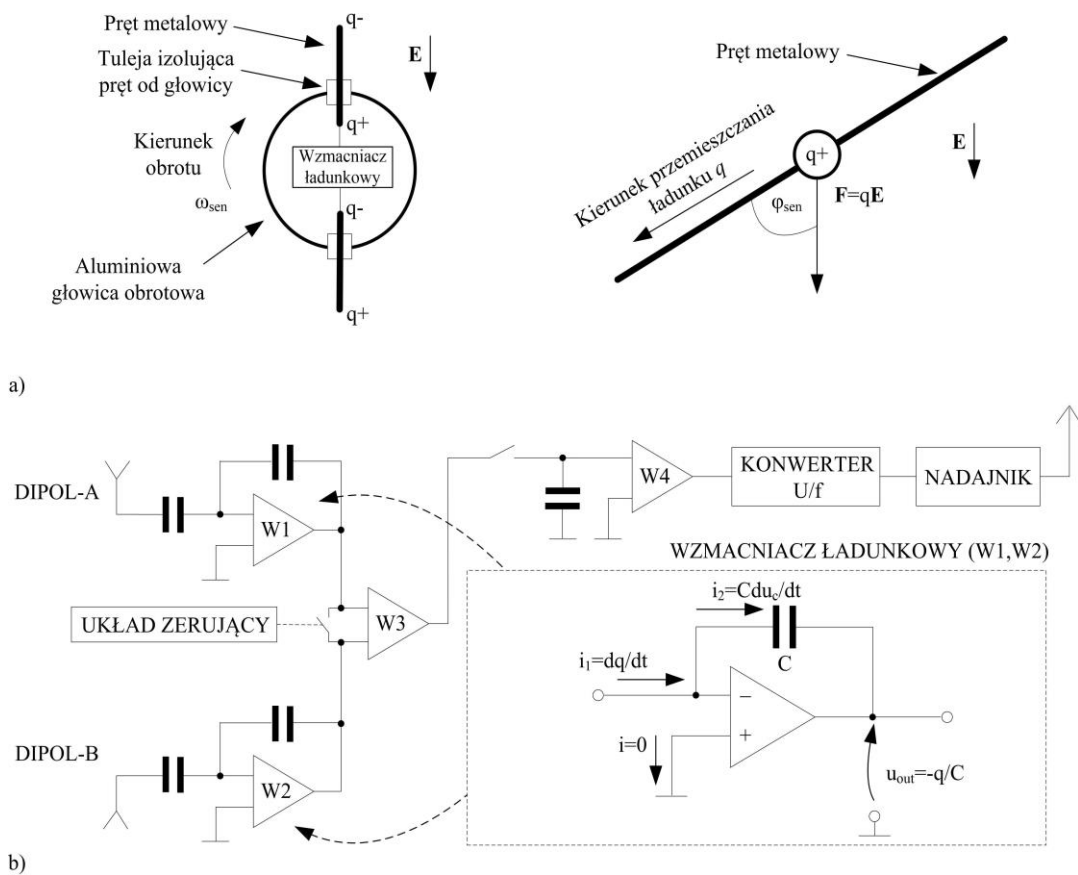 Pręt metalowy
Tuleja izolująca
pręt od głowicy
Kierunek
obrotu
ωsen
Aluminiowa
głowica obrotowa
q-
q+
Wzmacniacz
ładunkowy
q-
q+
E
Pręt metalowy
Kierunek przemieszczania
ładunku q
q+
E
F=qE
φsen
a)
DIPOL-A
W1
UKŁAD ZERUJĄCY
W3
DIPOL-B
W2
W4
KONWERTER
U/f
NADAJNIK
WZMACNIACZ ŁADUNKOWY (W1,W2)
i2=Cduc/dt
C
i1=dq/dt
−
+
i=0
uout=-q/C
b)